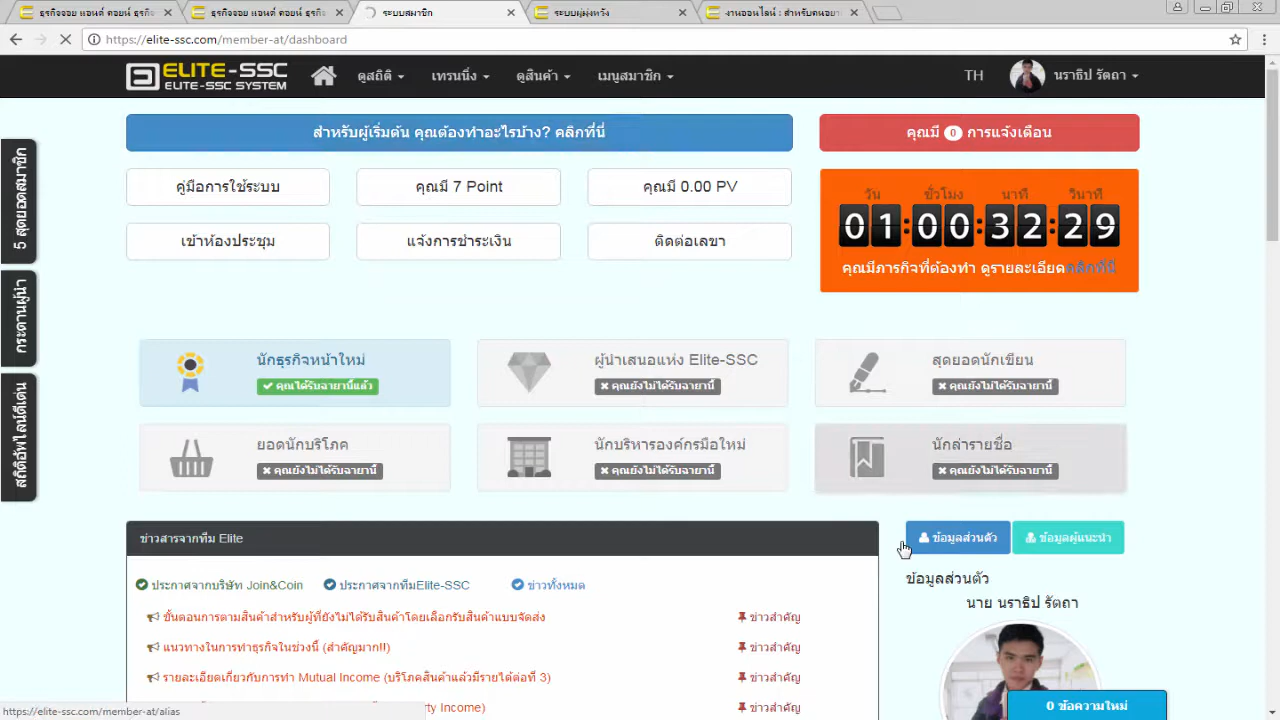 ธุรกิจจอย แอนด์ คอยน์ ธุรกิ
ธุรกิจจอย แอนด์ คอยน์ ธุรกิ
ระบบสมาชิก
ระบบผู้มุ่งหวัง
งานออนไลน์ : สำหรับคนอยา
https://elite-ssc.com/member-at/dashboard
ELITE-SSC
ELITE-SSC SYSTEM
ดูสถิติ
เทรนนิ่ง
ดูสินค้า
เมนูสมาชิก
TH
นราธิป รัตถา
สำหรับผู้เริ่มต้น คุณต้องทำอะไรบ้าง? คลิกที่นี่
คุณมี 0 การแจ้งเตือน
คู่มือการใช้ระบบ
คุณมี 7 Point
คุณมี 0.00 PV
เข้าห้องประชุม
แจ้งการชำระเงิน
ติดต่อเลขา
วัน ชั่วโมง นาที วินาที
01:00:32:29
คุณมีภารกิจที่ต้องทำ ดูรายละเอียดคลิกที่นี่
5 สุดยอดสมาชิก
กระดานผู้นำ
สถิติอัพไลน์ดีเด่น
นักธุรกิจหน้าใหม่
คุณได้รับฉายานี้แล้ว
ผู้นำเสนอแห่ง Elite-SSC
คุณยังไม่ได้รับฉายานี้
สุดยอดนักเขียน
คุณยังไม่ได้รับฉายานี้
ยอดนักบริโภค
คุณยังไม่ได้รับฉายานี้
นักบริหารองค์กรมือใหม่
คุณยังไม่ได้รับฉายานี้
นักล่ารายชื่อ
คุณยังไม่ได้รับฉายานี้
ข่าวสารจากทีม Elite
ประกาศจากบริษัท Join&Coin
ประกาศจากทีมElite-SSC
ข่าวทั้งหมด
ขั้นตอนการตามสินค้าสำหรับผู้ที่ยังไม่ได้รับสินค้าโดยเลือกรับสินค้าแบบจัดส่ง
ข่าวสำคัญ
แนวทางในการทำธุรกิจในช่วงนี้ (สำคัญมาก!!)
ข่าวสำคัญ
รายละเอียดเกี่ยวกับการทำ Mutual Income (บริโภคสินค้าแล้วมีรายได้ต่อที่ 3)
ข่าวสำคัญ
rty Income)
ข่าวสำคัญ
ข้อมูลส่วนตัว
ข้อมูลผู้แนะนำ
ข้อมูลส่วนตัว
นาย นราธิป รัตถา
0 ข้อความใหม่
https://elite-ssc.com/member-at/alias